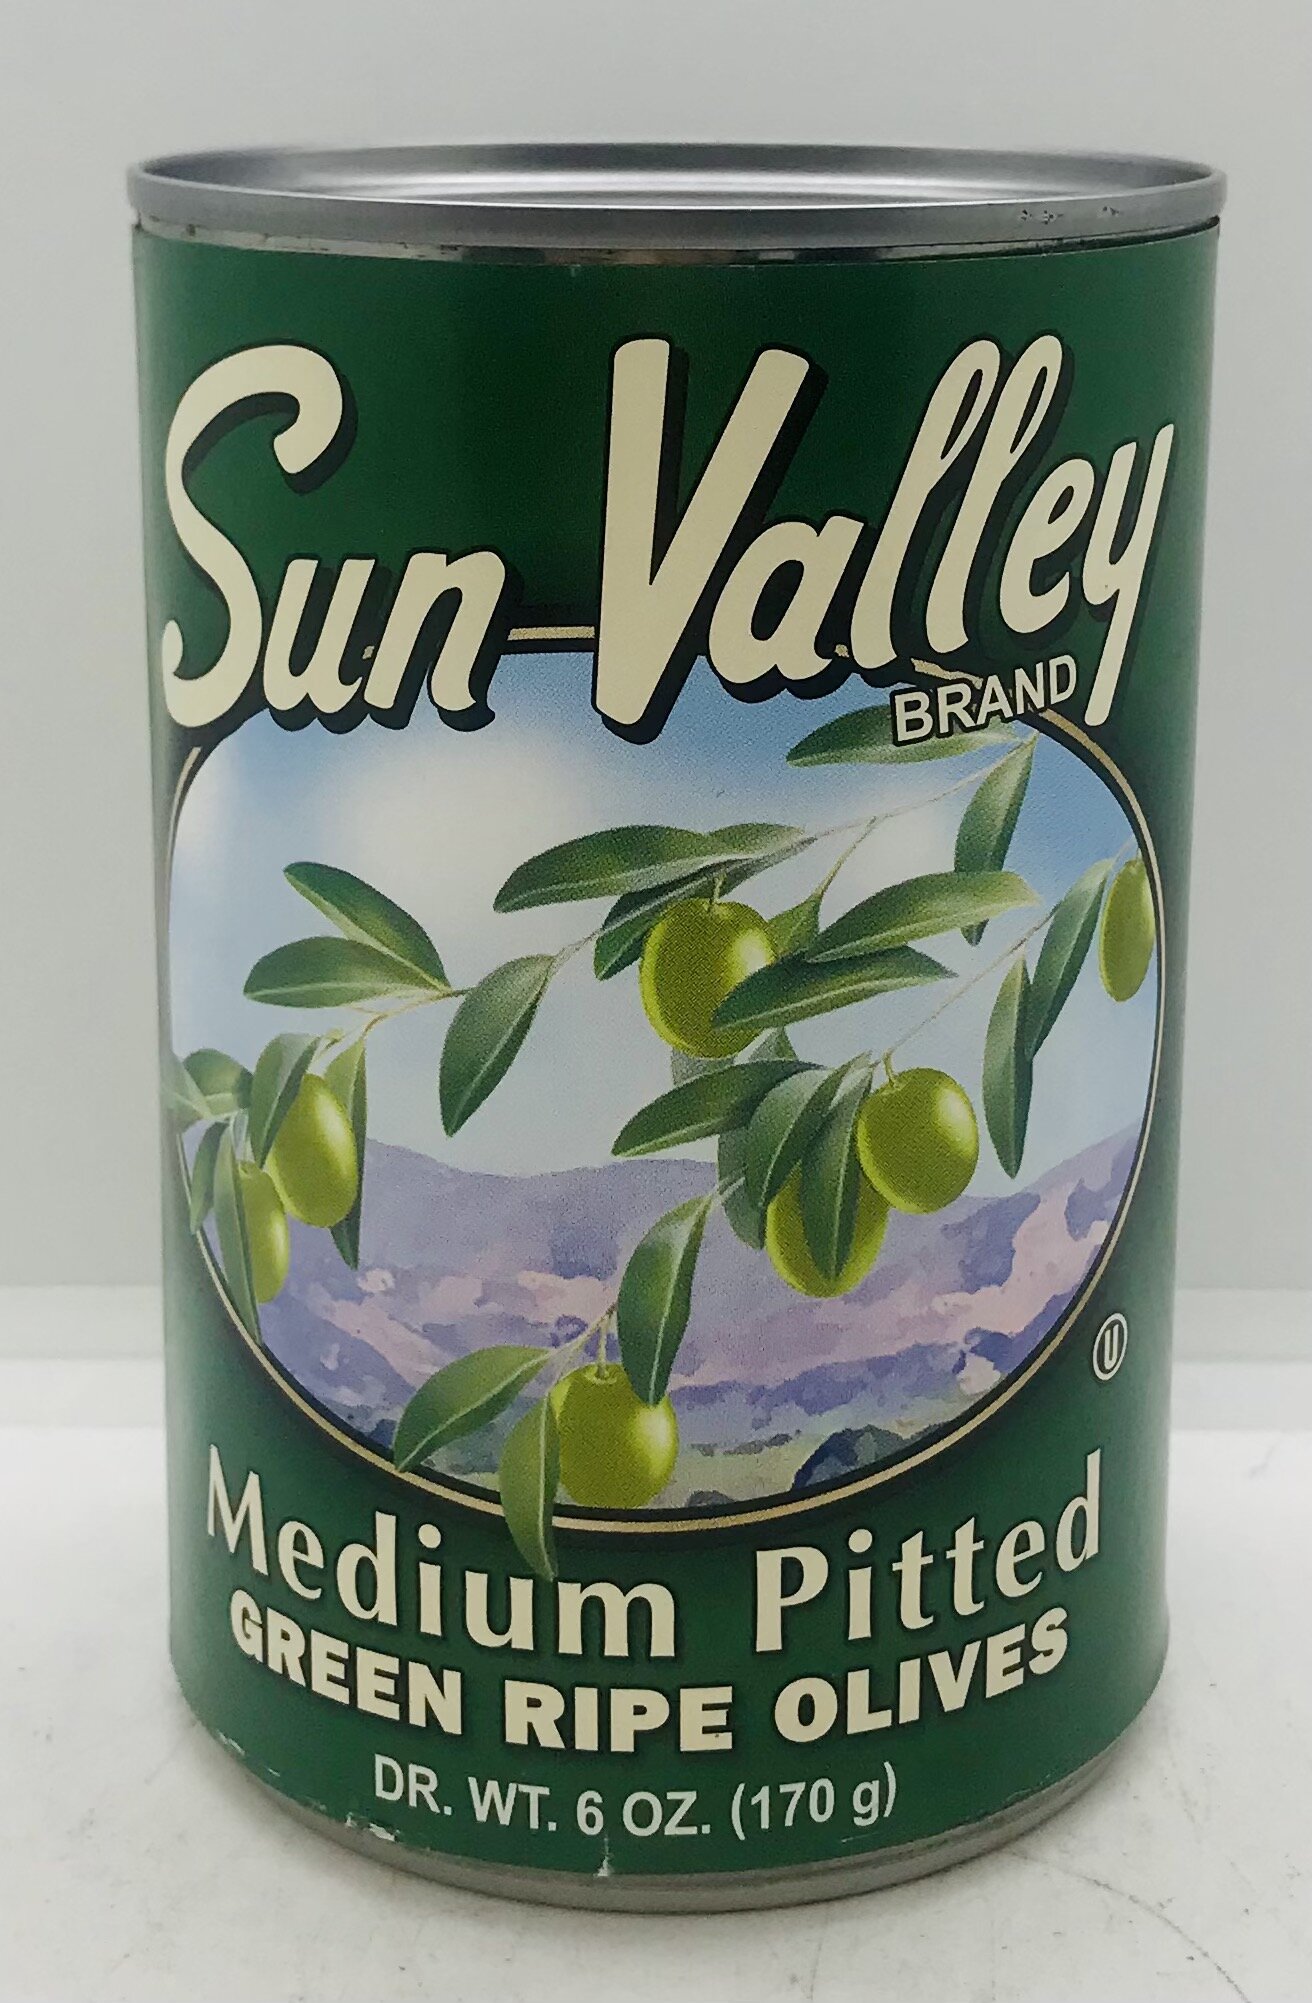 Sun Valley
BRAND
U
Medium Pitted
GREEN RIPE OLIVES
DR. WT. 6 OZ. (170 g)